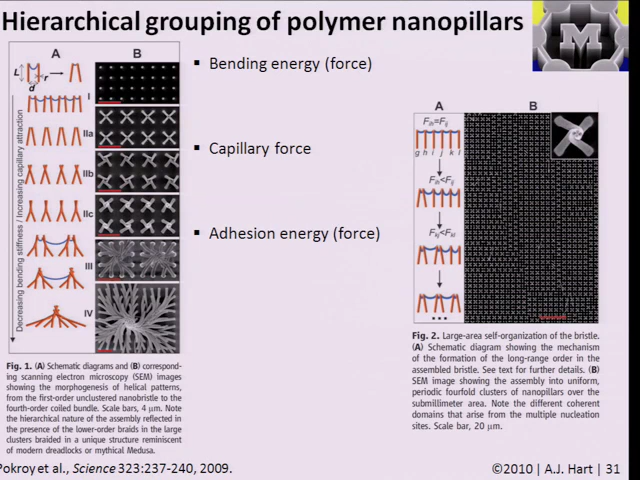 Hierarchical grouping of polymer nanopillars
M
A B
L
r
d
I
IIa
IIb
IIc
III
IV
Decreasing bending stiffness / Increasing capillary attraction
Fig. 1. (A) Schematic diagrams and (B) correspond-
ing scanning electron microscopy (SEM) images
showing the morphogenesis of helical patterns,
from the first-order unclustered nanobristle to the
fourth-order coiled bundle. Scale bars, 4 μm. Note
the hierarchical nature of the assembly reflected
in the presence of the lower-order braids in the large
clusters braided in a unique structure reminiscent
of modern dreadlocks or mythical Medusa.
▪ Bending energy (force)
▪ Capillary force
▪ Adhesion energy (force)
A B
g h i j k l
Fig. 2. Large-area self-organization of the bristle.
(A) Schematic diagram showing the mechanism
of the formation of the long-range order in the
assembled bristle. See text for further details. (B)
SEM image showing the assembly into uniform,
periodic fourfold clusters of nanopillars over the
submillimeter area. Note the different coherent
domains that arise from the multiple nucleation
sites. Scale bar, 20 μm.
Pokroy et al., Science 323:237-240, 2009.
©2010 | A.J. Hart | 31